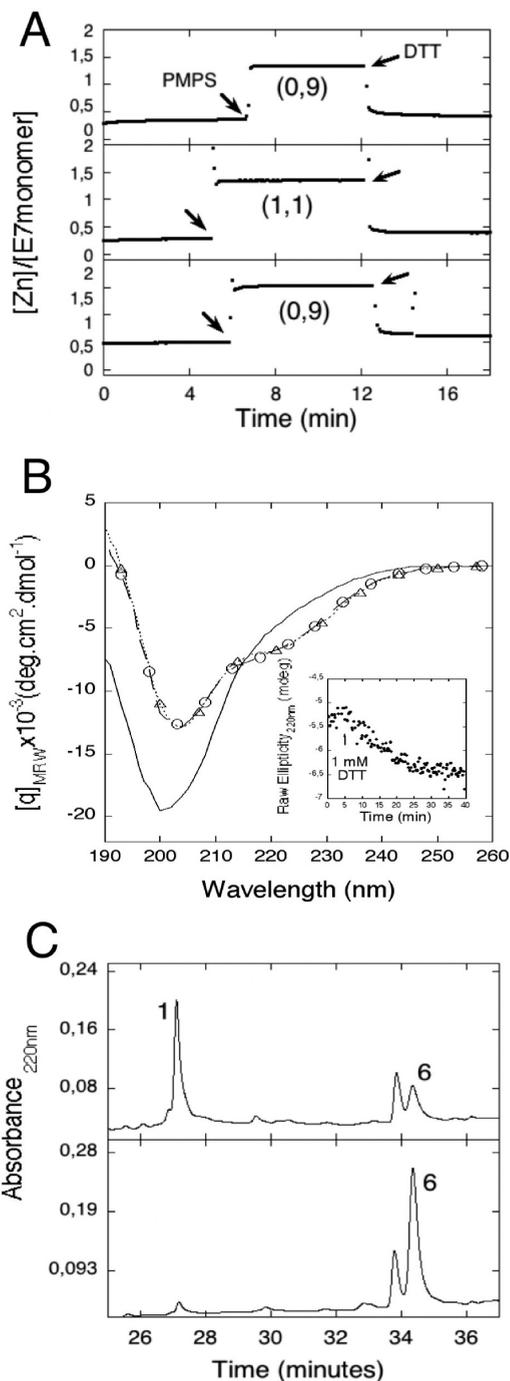 A
[Zn]/[E7monomer]
2
1,5
1
0,5
0
PMPS
DTT
(0,9)
2
1,5
1
0,5
0
(1,1)
2
1,5
1
0,5
0
(0,9)
0 4 8 12 16
Time (min)
B
[q]MRWx10-3(deg.cm2.dmol-1)
5
0
-5
-10
-15
-20
190 200 210 220 230 240 250 260
Wavelength (nm)
Raw Ellipticity220nm (mdeg)
-4,5
-5
-5,5
-6
-6,5
-7
1 mM
DTT
0 5 10 15 20 25 30 35 40
Time (min)
C
Absorbance 220nm
0,24
0,16
0,08
1
6
0,28
0,19
0,093
6
26 28 30 32 34 36
Time (minutes)